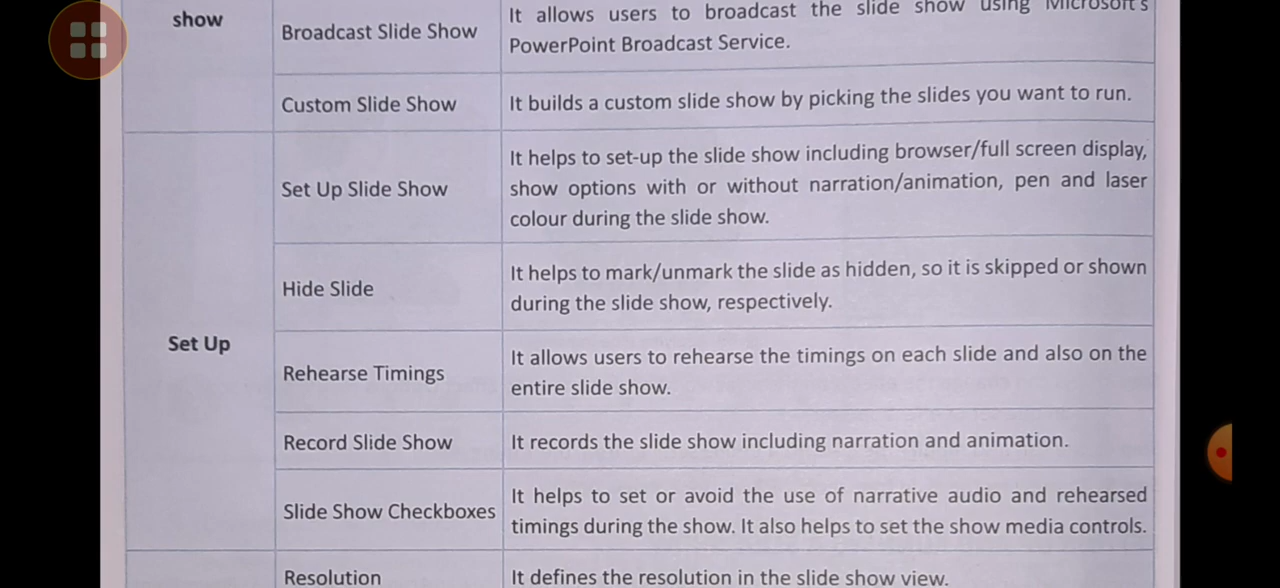 show
Broadcast Slide Show
It allows users to broadcast the slide show using Microsoft's
PowerPoint Broadcast Service.
Custom Slide Show
It builds a custom slide show by picking the slides you want to run.
Set Up
Set Up Slide Show
It helps to set-up the slide show including browser/full screen display,
show options with or without narration/animation, pen and laser
colour during the slide show.
Hide Slide
It helps to mark/unmark the slide as hidden, so it is skipped or shown
during the slide show, respectively.
Rehearse Timings
It allows users to rehearse the timings on each slide and also on the
entire slide show.
Record Slide Show
It records the slide show including narration and animation.
Slide Show Checkboxes
It helps to set or avoid the use of narrative audio and rehearsed
timings during the show. It also helps to set the show media controls.
Resolution
It defines the resolution in the slide show view.